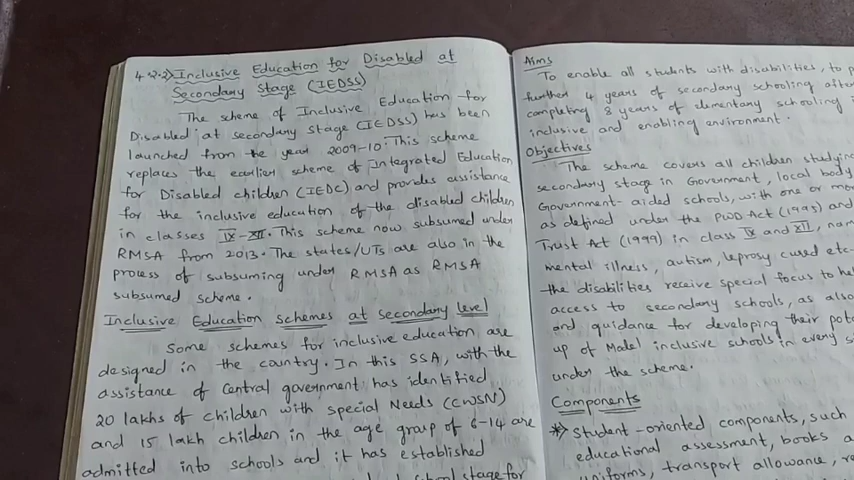 4.2.2) Inclusive Education for Disabled at
Secondary Stage (IEDSS)
The scheme of Inclusive Education for
Disabled at secondary Stage (IEDSS) has been
launched from the year 2009-10. This scheme
replaces the earlier scheme of Integrated Education
for Disabled children (IEDC) and provides assistance
for the inclusive education of the disabled children
in classes IX-XII. This scheme now subsumed under
RMSA from 2013. The states/UTs are also in the
process of subsuming under RMSA as RMSA
subsumed scheme.
Inclusive Education schemes at secondary level
Some schemes for inclusive education are
designed in the country. In this SSA, with the
assistance of Central government has identified
20 lakhs of children with special Needs (CWSN)
and 15 lakh children in the age group of 6-14 are
admitted into schools and it has established
stage for
Aims
To enable all students with disabilities, to
further 4 years of secondary schooling after
completing 8 years of elementary schooling
inclusive and enabling environment.
Objectives
The scheme covers all children studying
secondary stage in Government, local body
Government-aided schools, with one or more
as defined under the PWD Act (1995) and
Trust Act (1999) in class IX and XII,
mental illness, autism, leprosy cured etc-
the disabilities receive special focus to
access to secondary schools, as also
and guidance for developing their
up of Model inclusive schools in every
under the scheme.
Components
* Student-oriented components, such
educational assessment, books
Uniforms, transport allowance,